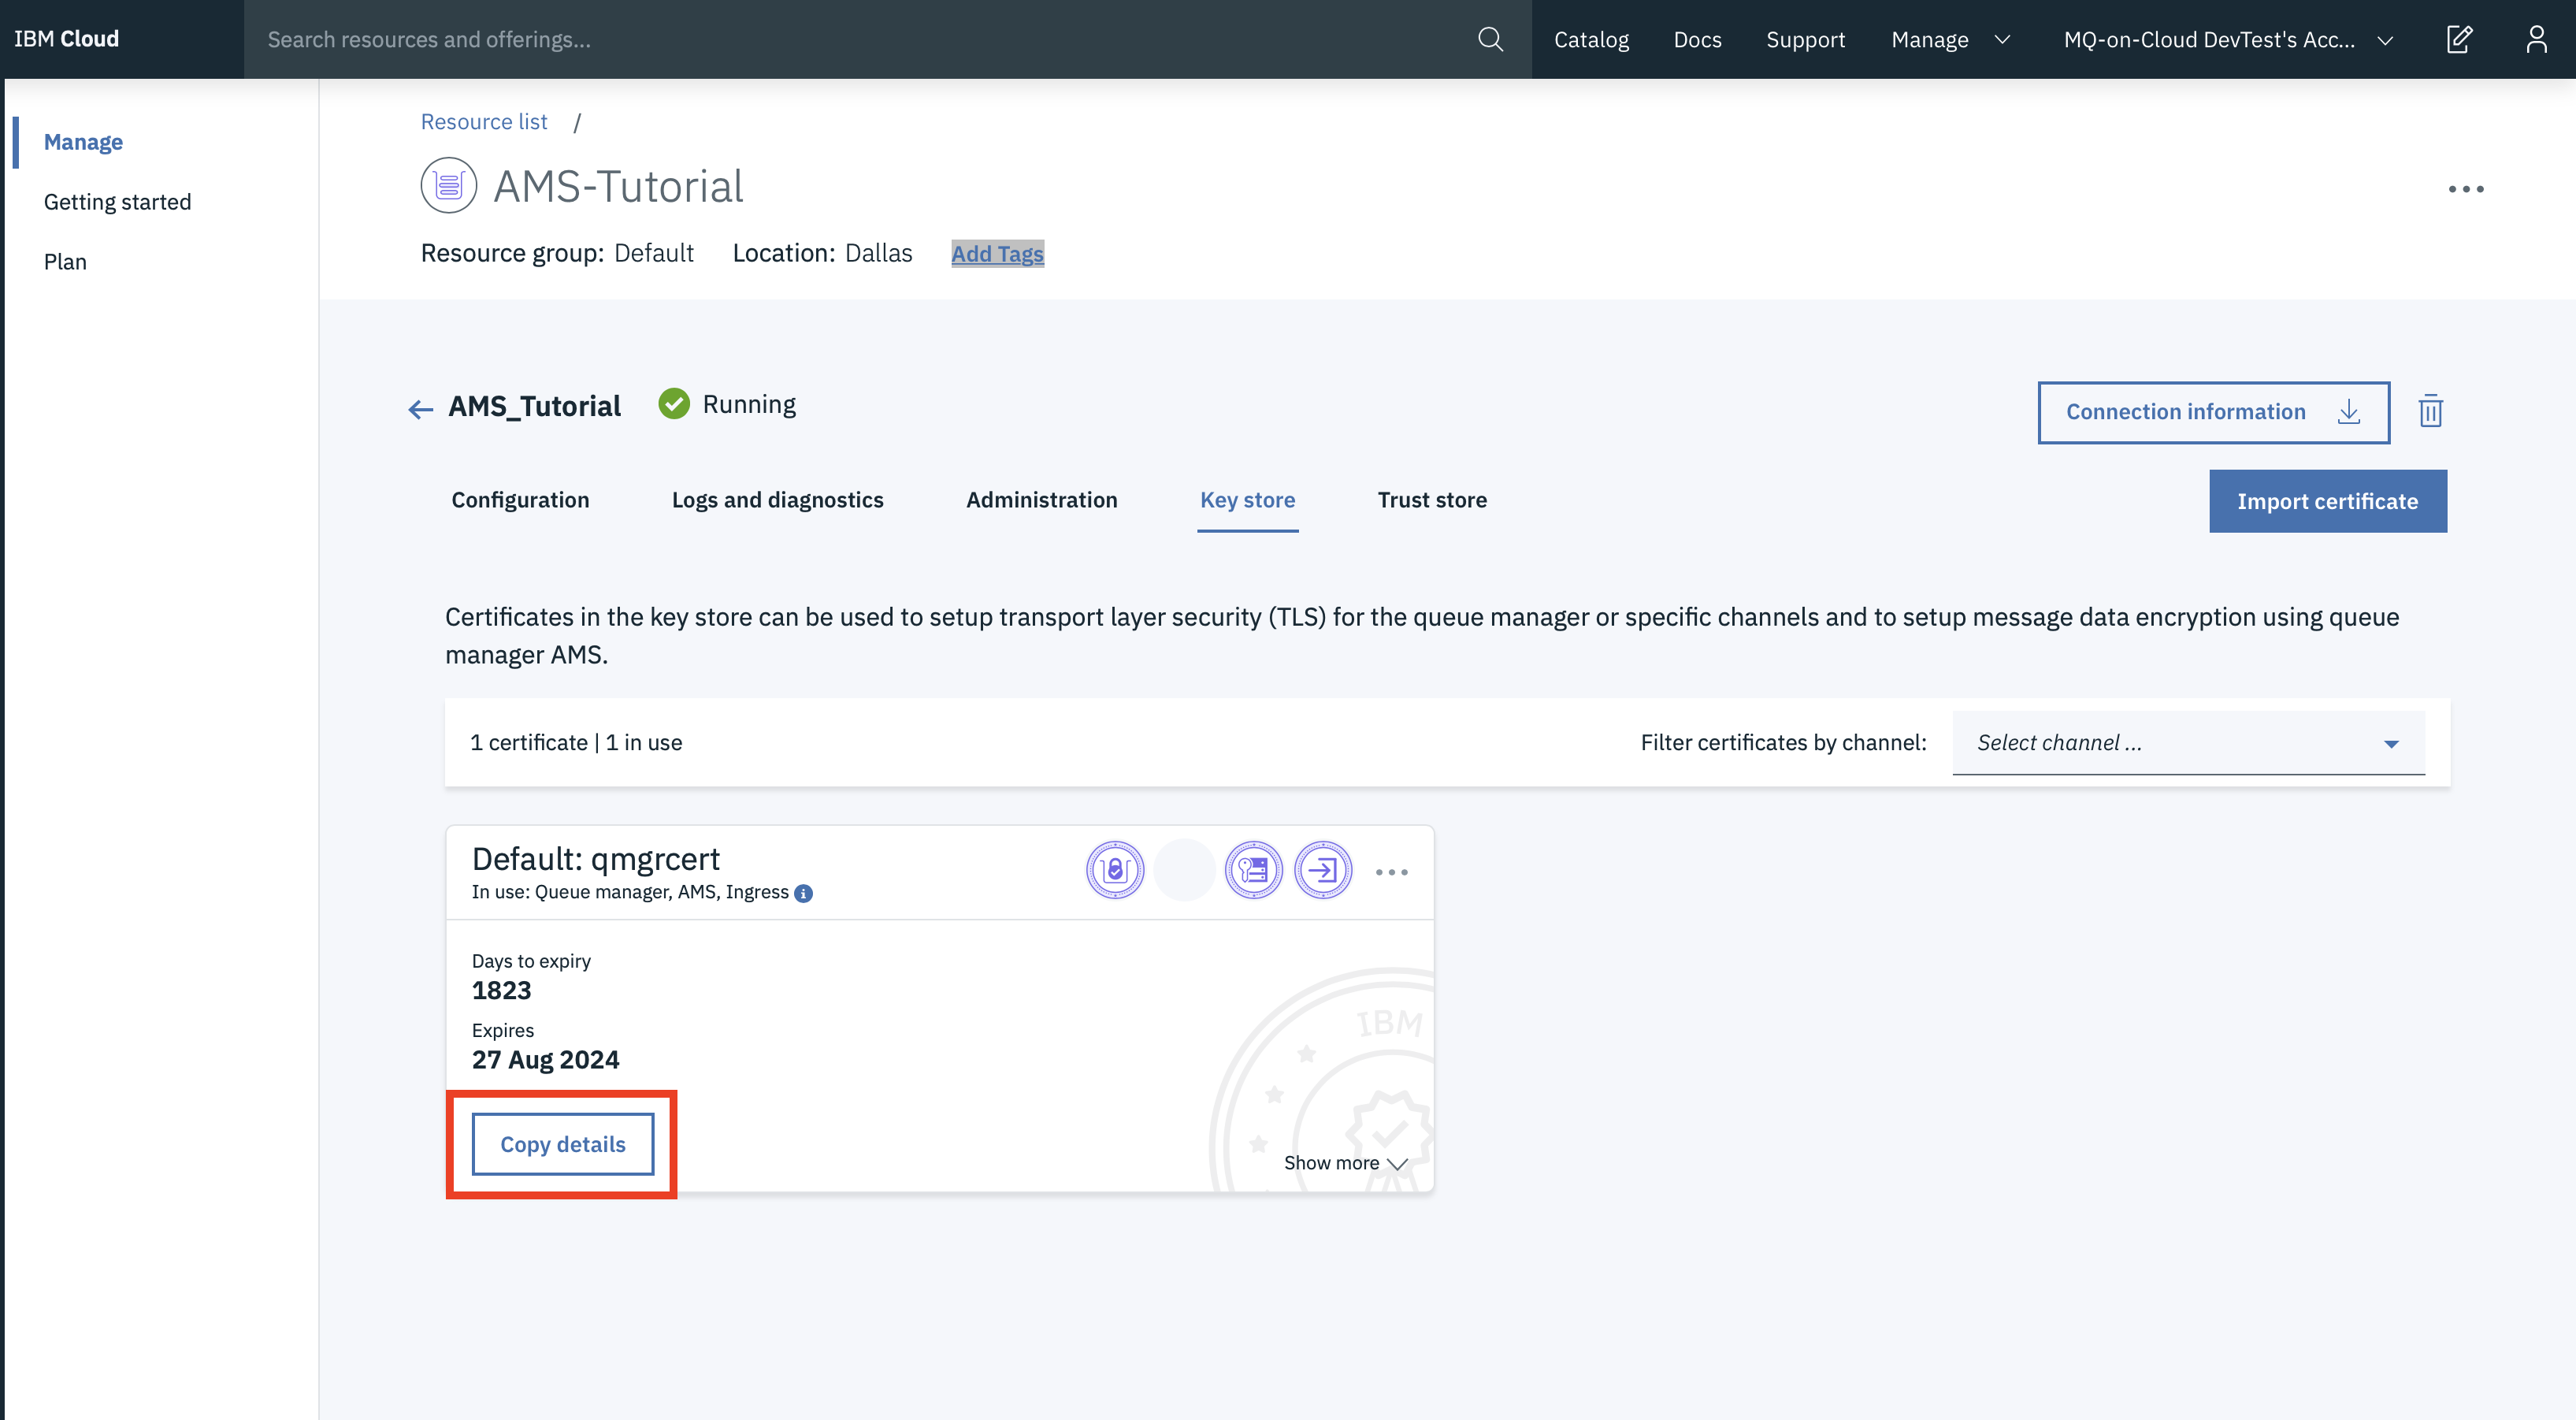 IBM Cloud
Search resources and offerings...
Catalog
Docs
Support
Manage
MQ-on-Cloud DevTest's Acc...
Manage
Getting started
Plan
Resource list /
AMS-Tutorial
Resource group: Default Location: Dallas Add Tags
AMS_Tutorial Running
Connection information
Configuration
Logs and diagnostics
Administration
Key store
Trust store
Import certificate
Certificates in the key store can be used to setup transport layer security (TLS) for the queue manager or specific channels and to setup message data encryption using queue
manager AMS.
1 certificate | 1 in use
Filter certificates by channel:
Select channel ...
Default: qmgrcert
In use: Queue manager, AMS, Ingress
Days to expiry
1823
Expires
27 Aug 2024
IBM
Copy details
Show more